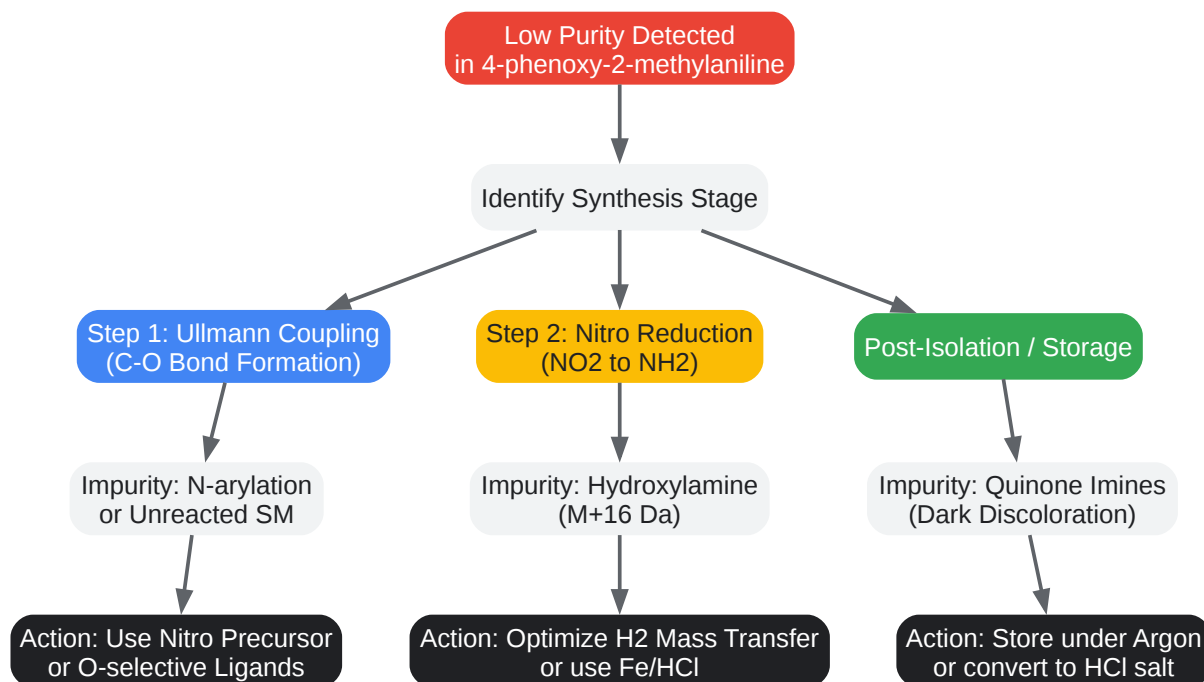 Low Purity Detected
in 4-phenoxy-2-methylaniline
Identify Synthesis Stage
Step 1: Ullmann Coupling
(C-O Bond Formation)
Step 2: Nitro Reduction
(NO2 to NH2)
Post-Isolation / Storage
Impurity: N-arylation
or Unreacted SM
Impurity: Hydroxylamine
(M+16 Da)
Impurity: Quinone Imines
(Dark Discoloration)
Action: Use Nitro Precursor
or O-selective Ligands
Action: Optimize H2 Mass Transfer
or use Fe/HCl
Action: Store under Argon
or convert to HCl salt